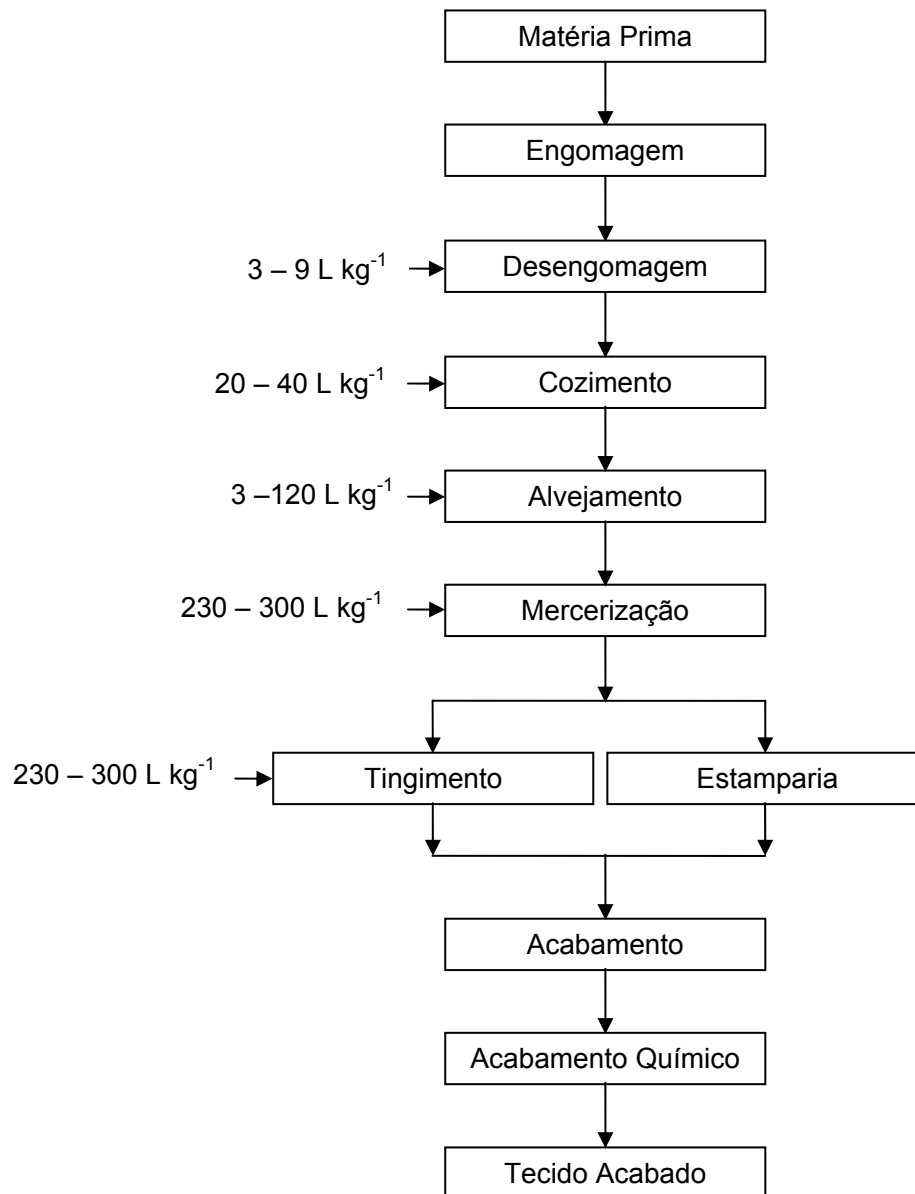 Matéria Prima
Engomagem
3 – 9 L kg⁻¹
Desengomagem
20 – 40 L kg⁻¹
Cozimento
3 –120 L kg⁻¹
Alvejamento
230 – 300 L kg⁻¹
Mercerização
230 – 300 L kg⁻¹
Tingimento
Estamparia
Acabamento
Acabamento Químico
Tecido Acabado